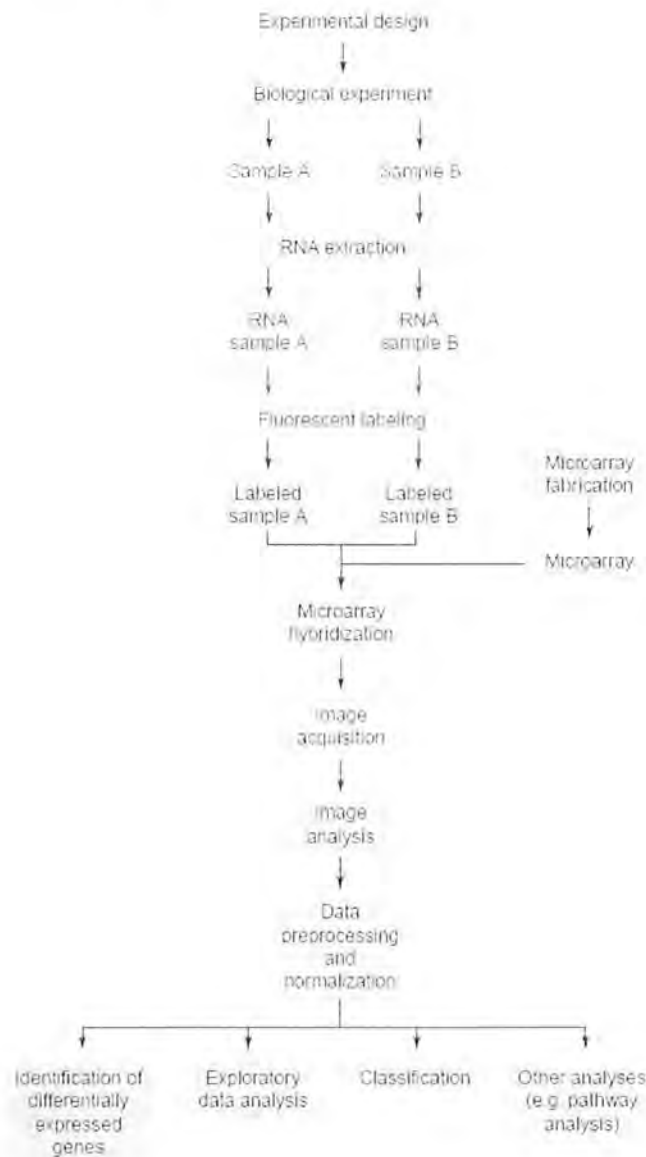 Experimental design
Biological experiment
Sample A
Sample B
RNA extraction
RNA
sample A
RNA
sample B
Fluorescent labeling
Labeled
sample A
Labeled
sample B
Microarray
fabrication
Microarray
Microarray
hybridization
Image
acquisition
Image
analysis
Data
preprocessing
and
normalization
Identification of
differentially
expressed
genes
Exploratory
data analysis
Classification
Other analyses
(e.g. pathway
analysis)